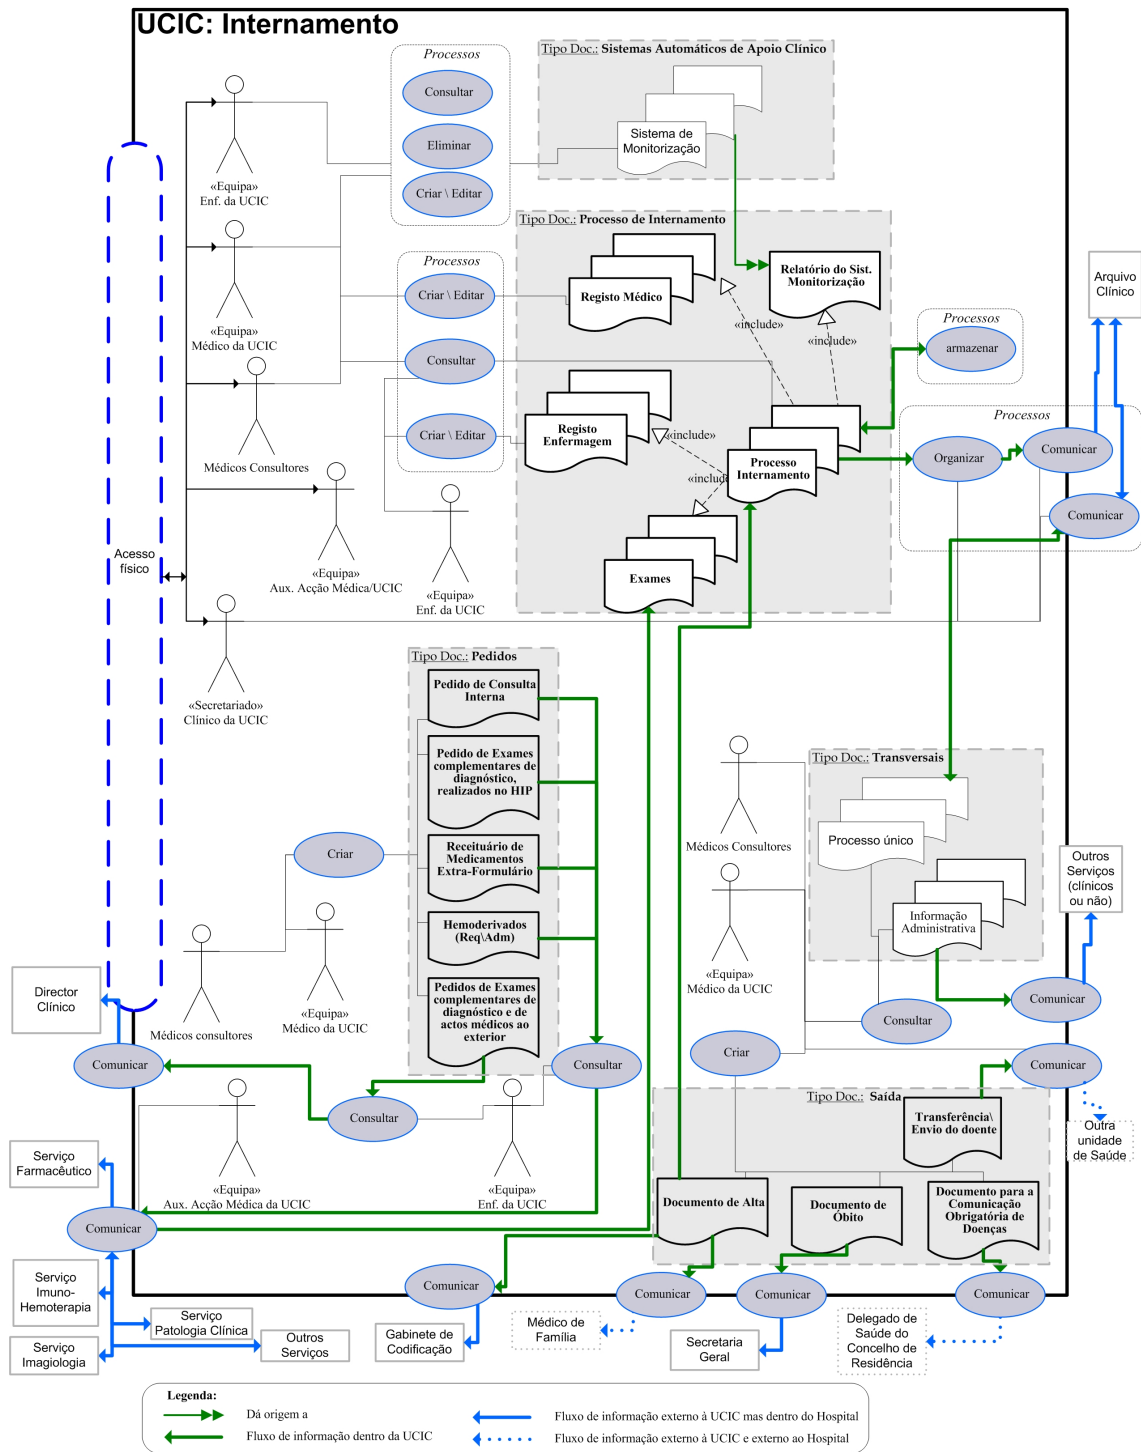 UCIC: Internamento
Processos
Consultar
Eliminar
Criar \ Editar
Tipo Doc.: Sistemas Automáticos de Apoio Clínico
Sistema de
Monitorização
«Equipa»
Enf. da UCIC
«Equipa»
Médico da UCIC
Médicos Consultores
«Equipa»
Aux. Acção Médica/UCIC
«Equipa»
Enf. da UCIC
«Secretariado»
Clínico da UCIC
Acesso
físico
Processos
Criar \ Editar
Consultar
Criar \ Editar
Tipo Doc.: Processo de Internamento
Registo Médico
Relatório do Sist.
Monitorização
«include»
«include»
Registo
Enfermagem
«include»
«include»
Processo
Internamento
Exames
Processos
armazenar
Arquivo
Clínico
Processos
Organizar
Comunicar
Comunicar
Tipo Doc.: Pedidos
Pedido de Consulta
Interna
Pedido de Exames
complementares de
diagnóstico,
realizados no HIP
Receituário de
Medicamentos
Extra-Formulário
Hemoderivados
(Req\Adm)
Pedidos de Exames
complementares de
diagnóstico e de
actos médicos ao
exterior
Criar
Médicos consultores
«Equipa»
Médico da UCIC
Director
Clínico
Comunicar
Consultar
Consultar
«Equipa»
Aux. Acção Médica da UCIC
«Equipa»
Enf. da UCIC
Médicos Consultores
«Equipa»
Médico da UCIC
Tipo Doc.: Transversais
Processo único
Informação
Administrativa
Outros
Serviços
(clínicos
ou não)
Comunicar
Consultar
Criar
Comunicar
Outra
unidade
de Saúde
Tipo Doc.: Saída
Transferência\
Envio do doente
Documento de Alta
Documento de
Óbito
Documento para a
Comunicação
Obrigatória de
Doenças
Serviço
Farmacêutico
Comunicar
Serviço
Imuno-
Hemoterapia
Serviço
Patologia Clínica
Serviço
Imagiologia
Outros
Serviços
Comunicar
Gabinete de
Codificação
Comunicar
Médico de
Família
Comunicar
Secretaria
Geral
Comunicar
Delegado de
Saúde do
Concelho de
Residência
Legenda:
Dá origem a
Fluxo de informação dentro da UCIC
Fluxo de informação externo à UCIC mas dentro do Hospital
Fluxo de informação externo à UCIC e externo ao Hospital